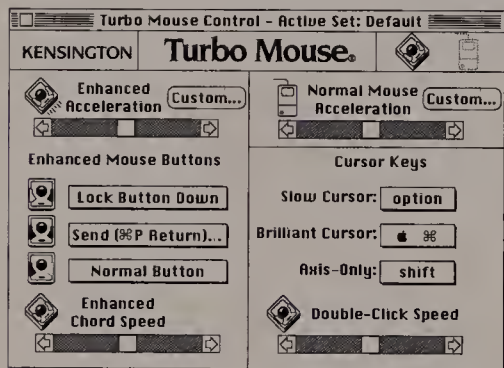 Turbo Mouse Control - Active Set: Default
KENSINGTON Turbo Mouse®
Enhanced Acceleration Custom...
Normal Mouse Acceleration Custom...
Enhanced Mouse Buttons
Lock Button Down
Send (⌘P Return)...
Normal Button
Enhanced Chord Speed
Cursor Keys
Slow Cursor: option
Brilliant Cursor:  ⌘
Axis-Only: shift
Double-Click Speed